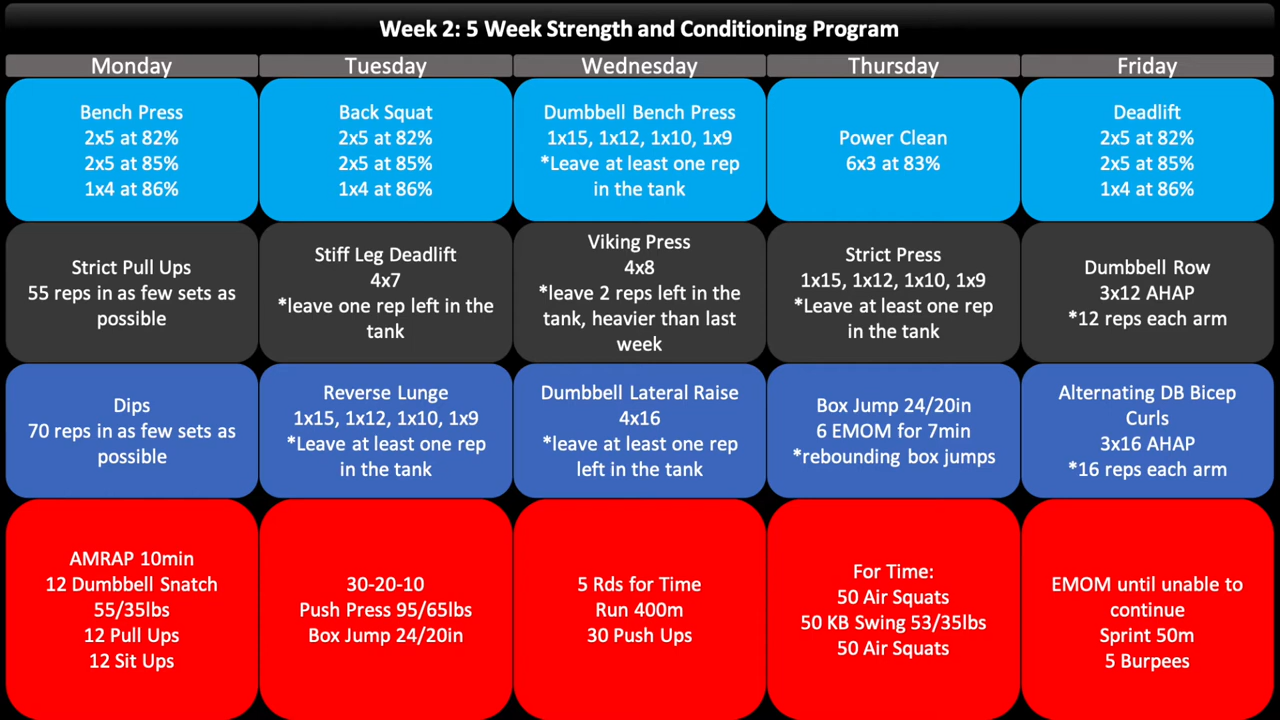 Week 2: 5 Week Strength and Conditioning Program
Monday
Tuesday
Wednesday
Thursday
Friday
Bench Press
2x5 at 82%
2x5 at 85%
1x4 at 86%
Back Squat
2x5 at 82%
2x5 at 85%
1x4 at 86%
Dumbbell Bench Press
1x15, 1x12, 1x10, 1x9
*Leave at least one rep
in the tank
Power Clean
6x3 at 83%
Deadlift
2x5 at 82%
2x5 at 85%
1x4 at 86%
Strict Pull Ups
55 reps in as few sets as
possible
Stiff Leg Deadlift
4x7
*leave one rep left in the
tank
Viking Press
4x8
*leave 2 reps left in the
tank, heavier than last
week
Strict Press
1x15, 1x12, 1x10, 1x9
*Leave at least one rep
in the tank
Dumbbell Row
3x12 AHAP
*12 reps each arm
Dips
70 reps in as few sets as
possible
Reverse Lunge
1x15, 1x12, 1x10, 1x9
*Leave at least one rep
in the tank
Dumbbell Lateral Raise
4x16
*leave at least one rep
left in the tank
Box Jump 24/20in
6 EMOM for 7min
*rebounding box jumps
Alternating DB Bicep
Curls
3x16 AHAP
*16 reps each arm
AMRAP 10min
12 Dumbbell Snatch
55/35lbs
12 Pull Ups
12 Sit Ups
30-20-10
Push Press 95/65lbs
Box Jump 24/20in
5 Rds for Time
Run 400m
30 Push Ups
For Time:
50 Air Squats
50 KB Swing 53/35lbs
50 Air Squats
EMOM until unable to
continue
Sprint 50m
5 Burpees